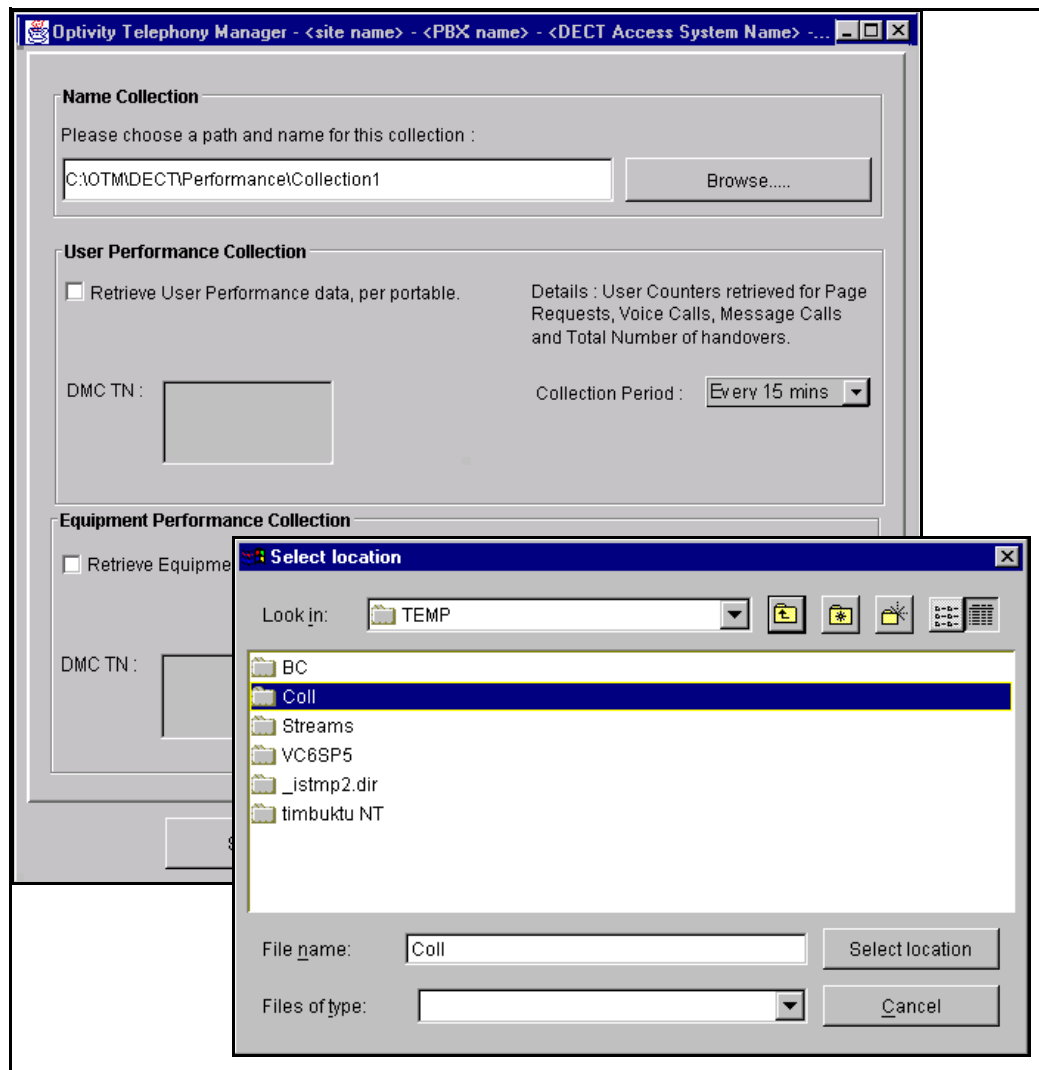 Optivity Telephony Manager - <site name> - <PBX name> - <DECT Access System Name> -...
Name Collection
Please choose a path and name for this collection :
C:\OTM\DECT\Performance\Collection1
Browse.....
User Performance Collection
Retrieve User Performance data, per portable.
Details : User Counters retrieved for Page
Requests, Voice Calls, Message Calls
and Total Number of handovers.
DMC TN :
Collection Period :
Every 15 mins
Equipment Performance Collection
Retrieve Equipme
DMC TN :
Select location
Look in:
TEMP
BC
Coll
Streams
VC6SP5
_istmp2.dir
timbuktu NT
File name:
Coll
Select location
Files of type:
Cancel